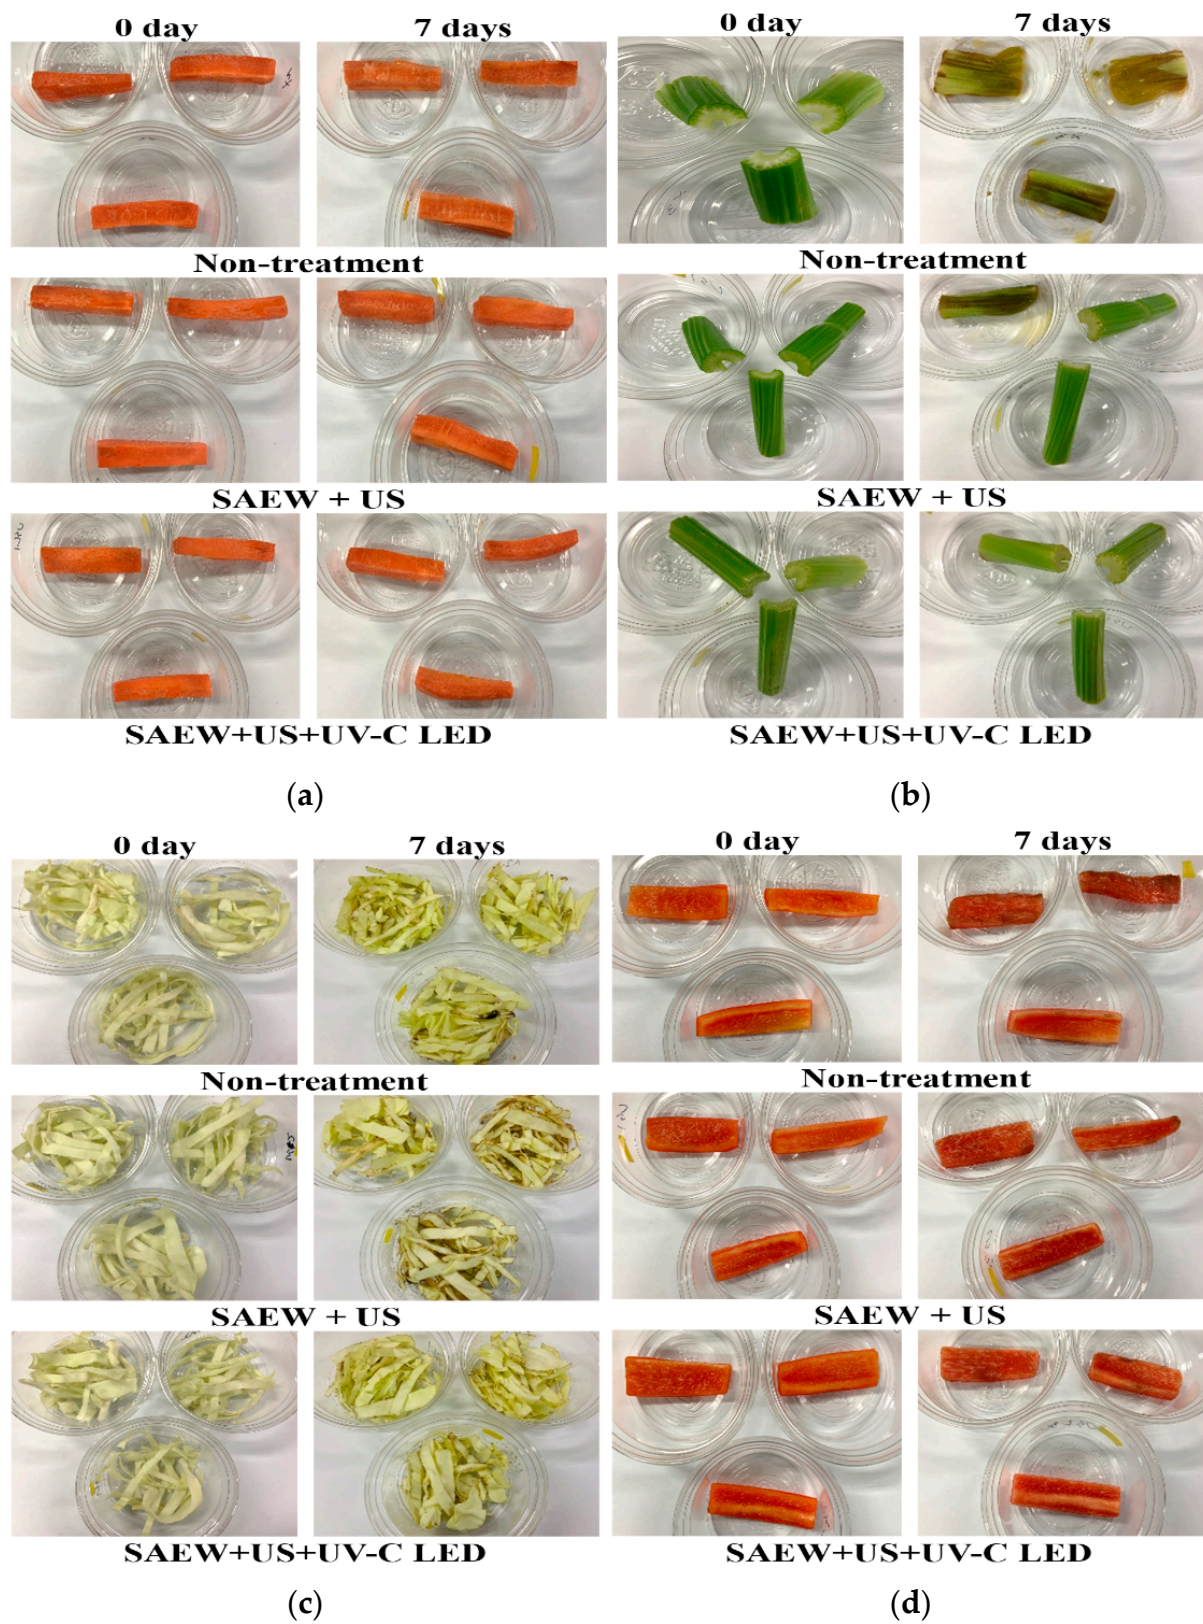 0 day 7 days
Non-treatment
SAEW + US
SAEW+US+UV-C LED
(a)
0 day 7 days
Non-treatment
SAEW + US
SAEW+US+UV-C LED
(b)
0 day 7 days
Non-treatment
SAEW + US
SAEW+US+UV-C LED
(c)
0 day 7 days
Non-treatment
SAEW + US
SAEW+US+UV-C LED
(d)